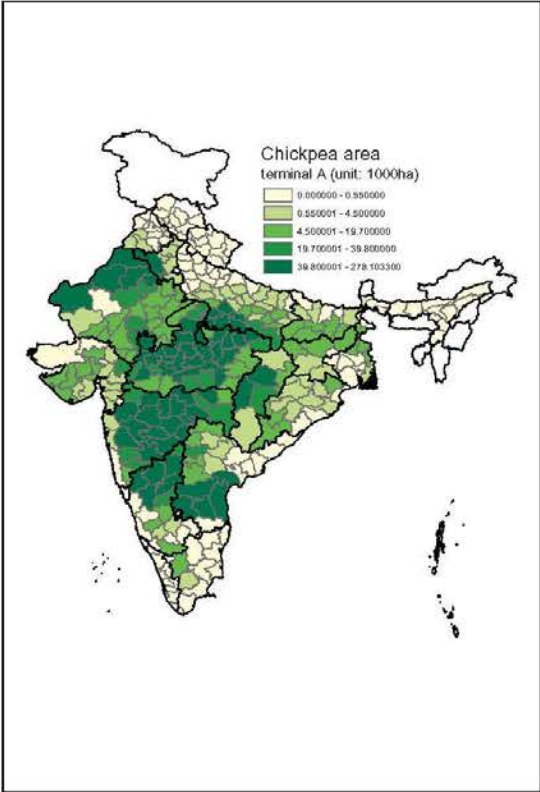 Chickpea area
terminal A (unit: 1000ha)
0.000000 - 0.550000
0.550001 - 4.500000
4.500001 - 19.700000
19.700001 - 39.800000
39.800001 - 278.103300